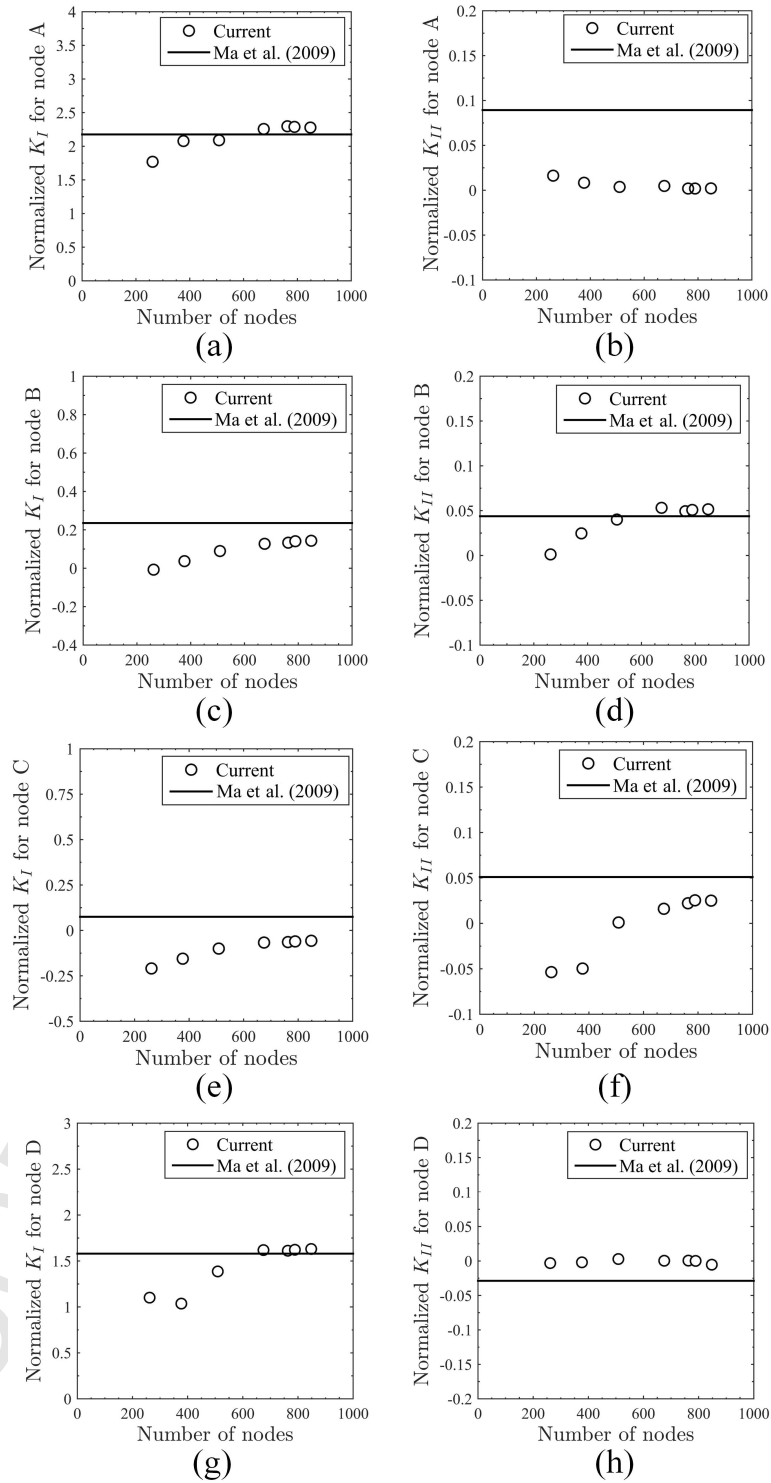 Normalized K_I for node A
4
3.5
3
2.5
2
1.5
1
0.5
0
Current
Ma et al. (2009)
0 200 400 600 800 1000
Number of nodes
(a)
Normalized K_II for node A
0.2
0.15
0.1
0.05
0
-0.05
-0.1
Current
Ma et al. (2009)
0 200 400 600 800 1000
Number of nodes
(b)
Normalized K_I for node B
1
0.8
0.6
0.4
0.2
0
-0.2
-0.4
Current
Ma et al. (2009)
0 200 400 600 800 1000
Number of nodes
(c)
Normalized K_II for node B
0.2
0.15
0.1
0.05
0
-0.05
-0.1
Current
Ma et al. (2009)
0 200 400 600 800 1000
Number of nodes
(d)
Normalized K_I for node C
1
0.75
0.5
0.25
0
-0.25
-0.5
Current
Ma et al. (2009)
0 200 400 600 800 1000
Number of nodes
(e)
Normalized K_II for node C
0.2
0.15
0.1
0.05
0
-0.05
-0.1
Current
Ma et al. (2009)
0 200 400 600 800 1000
Number of nodes
(f)
Normalized K_I for node D
3
2.5
2
1.5
1
0.5
0
Current
Ma et al. (2009)
0 200 400 600 800 1000
Number of nodes
(g)
Normalized K_II for node D
0.2
0.15
0.1
0.05
0
-0.05
-0.1
-0.15
-0.2
Current
Ma et al. (2009)
0 200 400 600 800 1000
Number of nodes
(h)